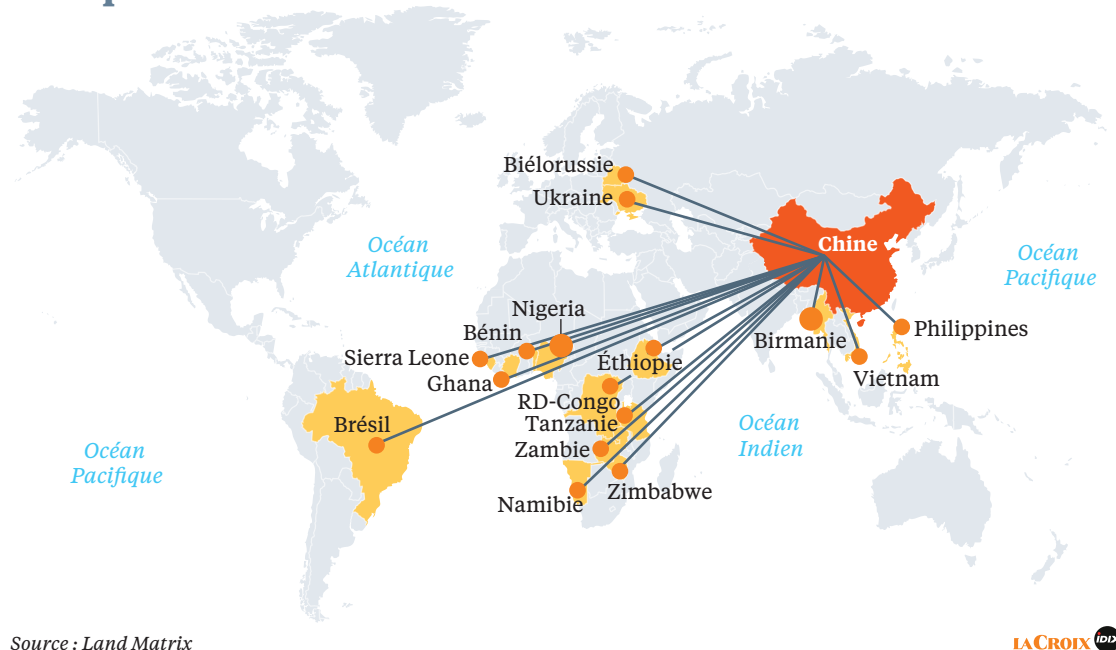 Biélorussie
Ukraine
Chine
Océan
Atlantique
Océan
Pacifique
Nigeria
Bénin
Sierra Leone
Ghana
Éthiopie
Birmanie
Philippines
Vietnam
RD-Congo
Tanzanie
Brésil
Zambie
Océan
Indien
Océan
Pacifique
Namibie
Zimbabwe
Source : Land Matrix
LA CROIX
iDIX